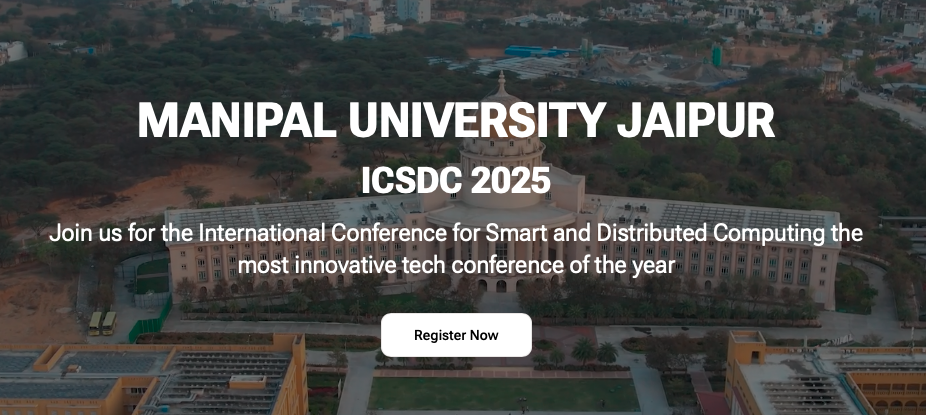 MANIPAL UNIVERSITY JAIPUR
ICSDC 2025
Join us for the International Conference for Smart and Distributed Computing the
most innovative tech conference of the year
Register Now